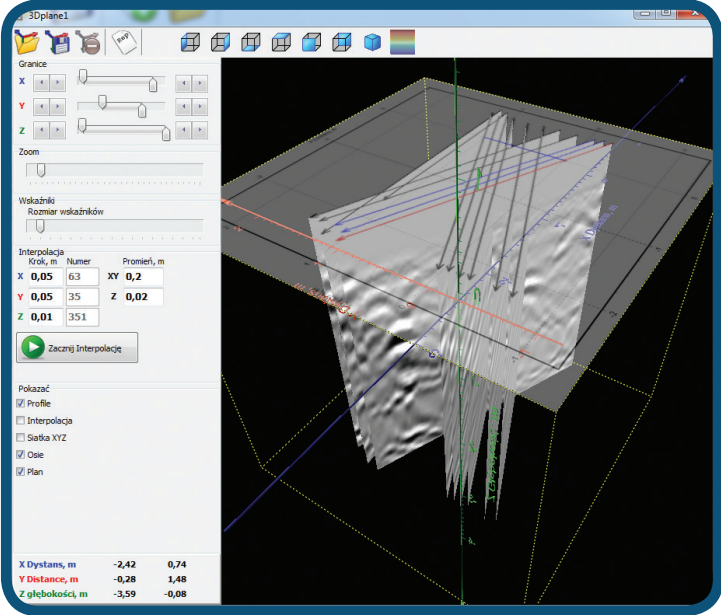 3Dplane1
Granice
X
Y
Z
Zoom
Wskaźniki
Rozmiar wskaźników
Interpolacja
Krok, m Numer Promień, m
X 0,05 63 XY 0,2
Y 0,05 35 Z 0,02
Z 0,01 351
Zacznij Interpolację
Pokazać
Profile
Interpolacja
Siatka XYZ
Osie
Plan
X Dystans, m -2,42 0,74
Y Distance, m -0,28 1,48
Z głębokości, m -3,59 -0,08